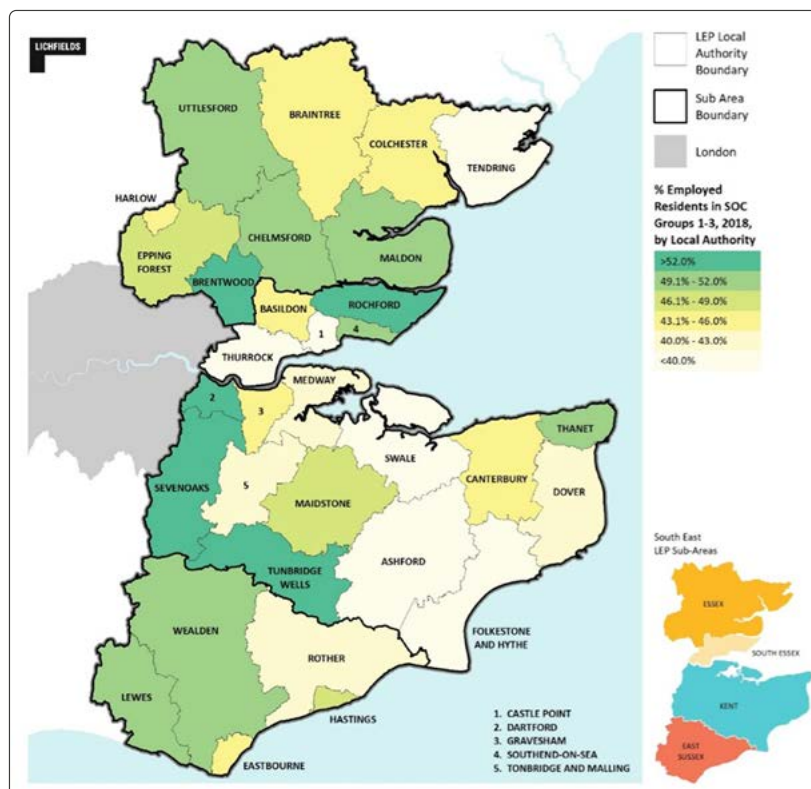 LICHFIELDS
LEP Local
Authority
Boundary
Sub Area
Boundary
London
% Employed
Residents in SOC
Groups 1-3, 2018,
by Local Authority
>52.0%
49.1% - 52.0%
46.1% - 49.0%
43.1% - 46.0%
40.0% - 43.0%
<40.0%
UTTLESFORD
BRAINTREE
COLCHESTER
TENDRING
HARLOW
EPPING
FOREST
CHELMSFORD
MALDON
BRENTWOOD
BASILDON
ROCHFORD
1
4
THURROCK
MEDWAY
2
3
THANET
SWALE
SEVENOAKS
5
CANTERBURY
MAIDSTONE
DOVER
ASHFORD
TUNBRIDGE
WELLS
WEALDEN
FOLKESTONE
AND HYTHE
ROTHER
LEWES
HASTINGS
EASTBOURNE
1. CASTLE POINT
2. DARTFORD
3. GRAVESHAM
4. SOUTHEND-ON-SEA
5. TONBRIDGE AND MALLING
South East
LEP Sub-Areas
ESSEX
SOUTH ESSEX
KENT
EAST
SUSSEX